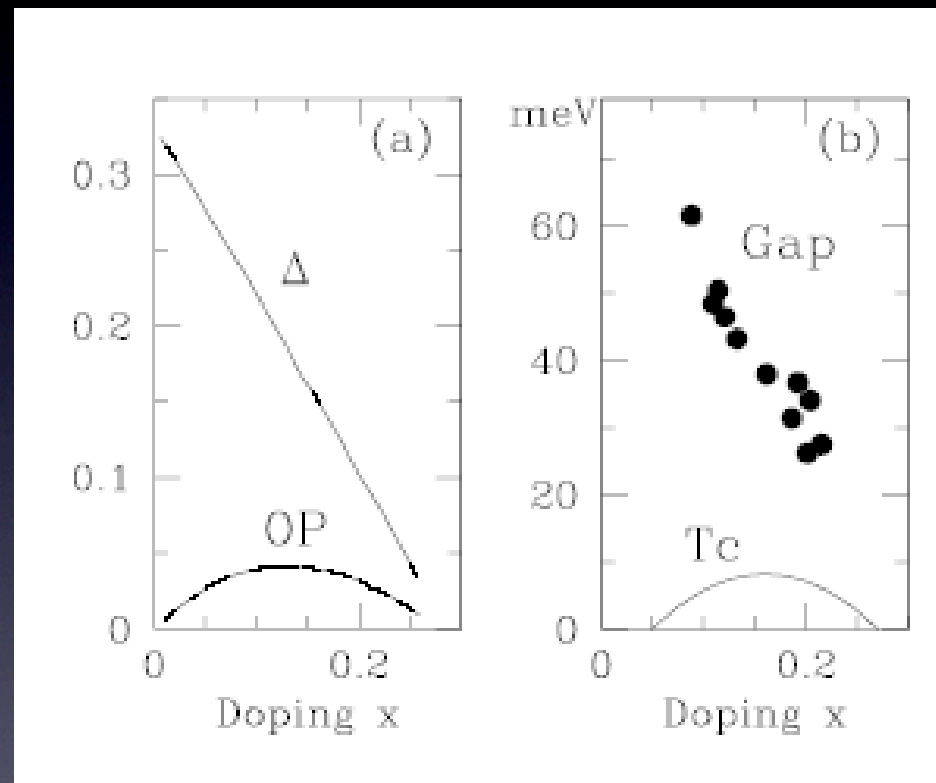 (a)
0.3
0.2
0.1
0
Δ
OP
0 0.2
Doping x
meV
(b)
60
40
20
0
Gap
Tc
0 0.2
Doping x